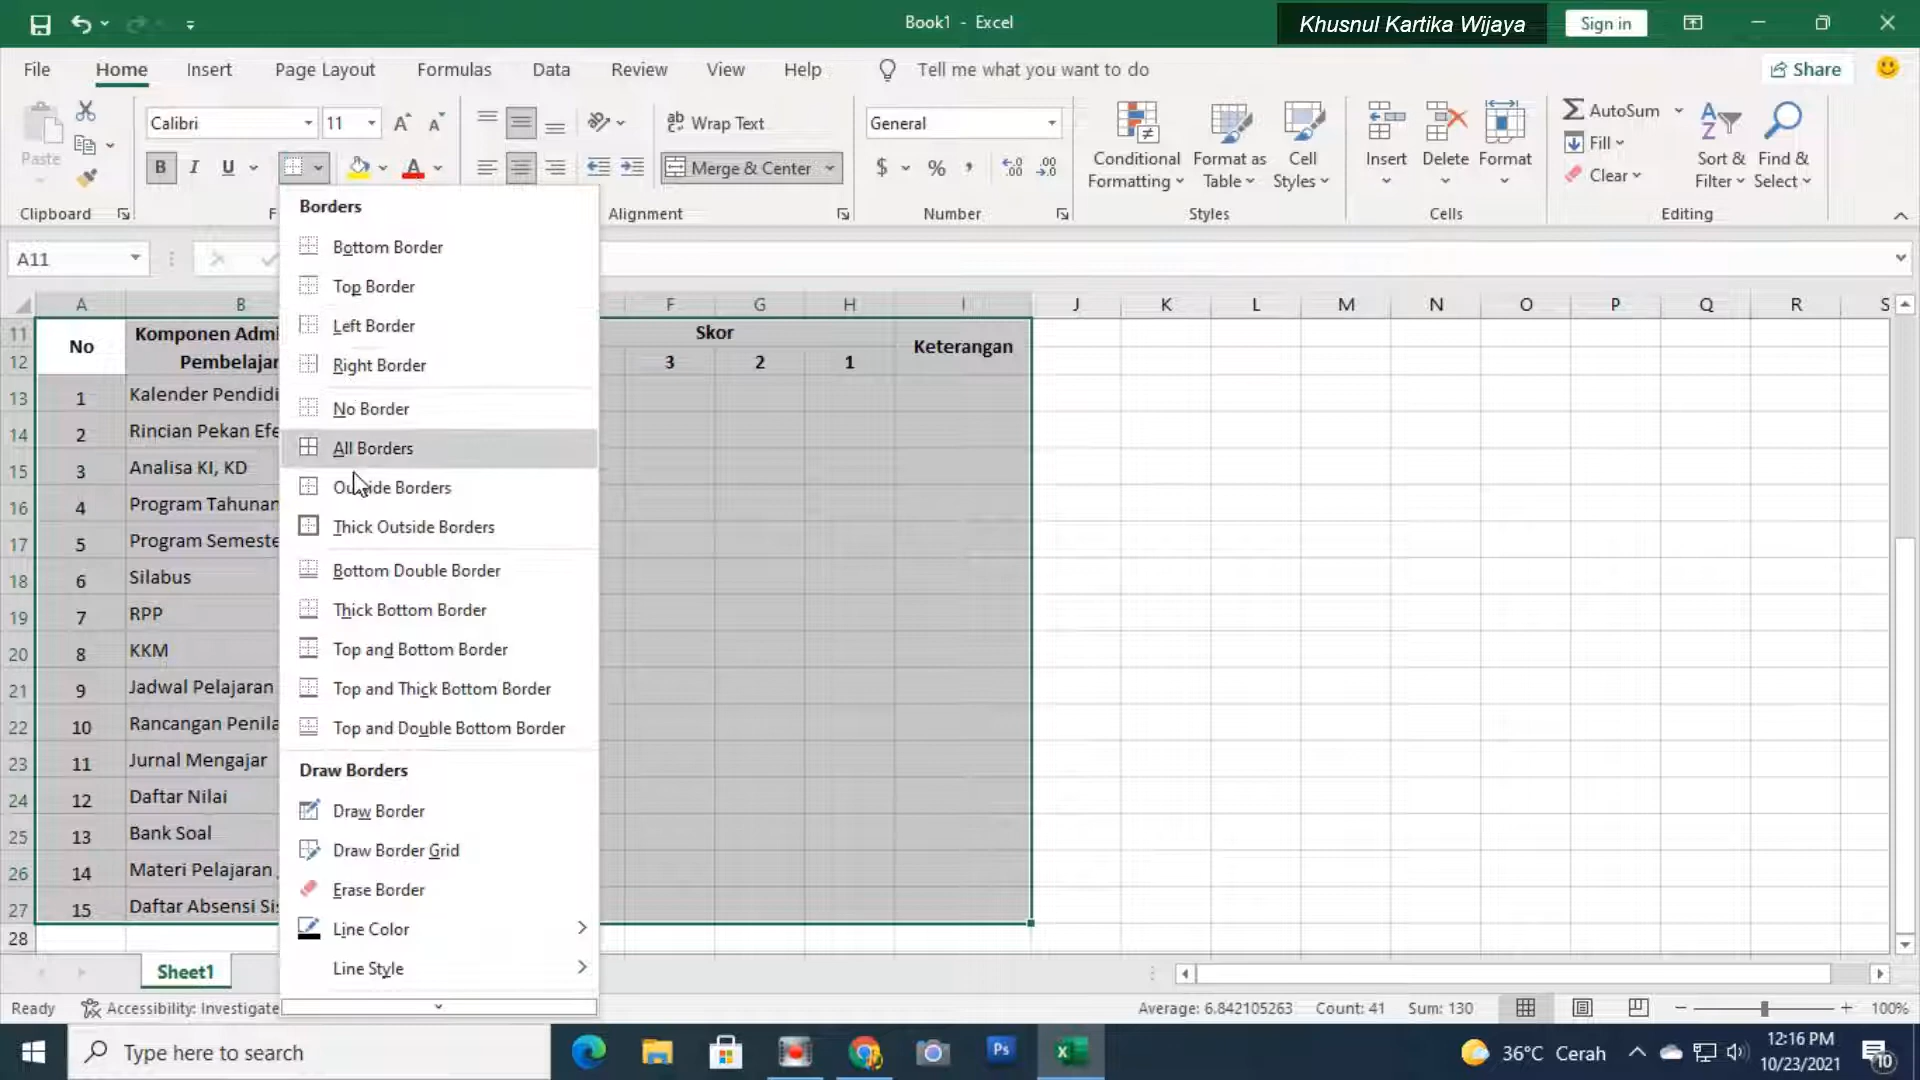 Book1 - Excel
Khusnul Kartika Wijaya
Sign in
File Home Insert Page Layout Formulas Data Review View Help Tell me what you want to do Share
Paste
Calibri 11
B I U
Wrap Text
Merge & Center
General
$ % ,
Conditional Formatting
Format as Table
Cell Styles
Insert Delete Format
AutoSum
Fill
Clear
Sort & Filter
Find & Select
Clipboard F Alignment Number Styles Cells Editing
A11
A B F G H I J K L M N O P Q R S
11 No Komponen Admi Skor Keterangan
12 Pembelajar 3 2 1
13 1 Kalender Pendidi
14 2 Rincian Pekan Efe
15 3 Analisa KI, KD
16 4 Program Tahunan
17 5 Program Semeste
18 6 Silabus
19 7 RPP
20 8 KKM
21 9 Jadwal Pelajaran
22 10 Rancangan Penila
23 11 Jurnal Mengajar
24 12 Daftar Nilai
25 13 Bank Soal
26 14 Materi Pelajaran
27 15 Daftar Absensi Sis
28
Borders
Bottom Border
Top Border
Left Border
Right Border
No Border
All Borders
Outside Borders
Thick Outside Borders
Bottom Double Border
Thick Bottom Border
Top and Bottom Border
Top and Thick Bottom Border
Top and Double Bottom Border
Draw Borders
Draw Border
Draw Border Grid
Erase Border
Line Color
Line Style
Sheet1
Ready Accessibility: Investigate Average: 6.842105263 Count: 41 Sum: 130 100%
Type here to search
Ps
36°C Cerah
12:16 PM
10/23/2021
10